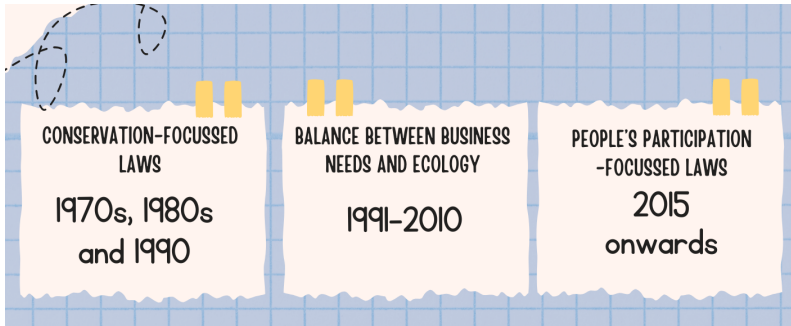 CONSERVATION-FOCUSSED
LAWS
1970s, 1980s
and 1990
BALANCE BETWEEN BUSINESS
NEEDS AND ECOLOGY
1991-2010
PEOPLE'S PARTICIPATION
-FOCUSSED LAWS
2015
onwards